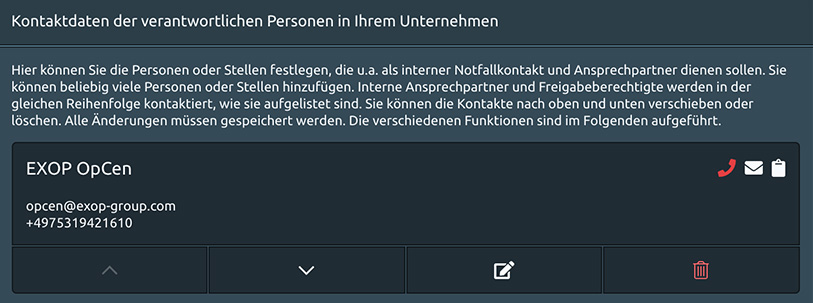 Kontaktdaten der verantwortlichen Personen in Ihrem Unternehmen
Hier können Sie die Personen oder Stellen festlegen, die u.a. als interner Notfallkontakt und Ansprechpartner dienen sollen. Sie
können beliebig viele Personen oder Stellen hinzufügen. Interne Ansprechpartner und Freigabeberechtigte werden in der
gleichen Reihenfolge kontaktiert, wie sie aufgelistet sind. Sie können die Kontakte nach oben und unten verschieben oder
löschen. Alle Änderungen müssen gespeichert werden. Die verschiedenen Funktionen sind im Folgenden aufgeführt.
EXOP OpCen
opcen@exop-group.com
+4975319421610